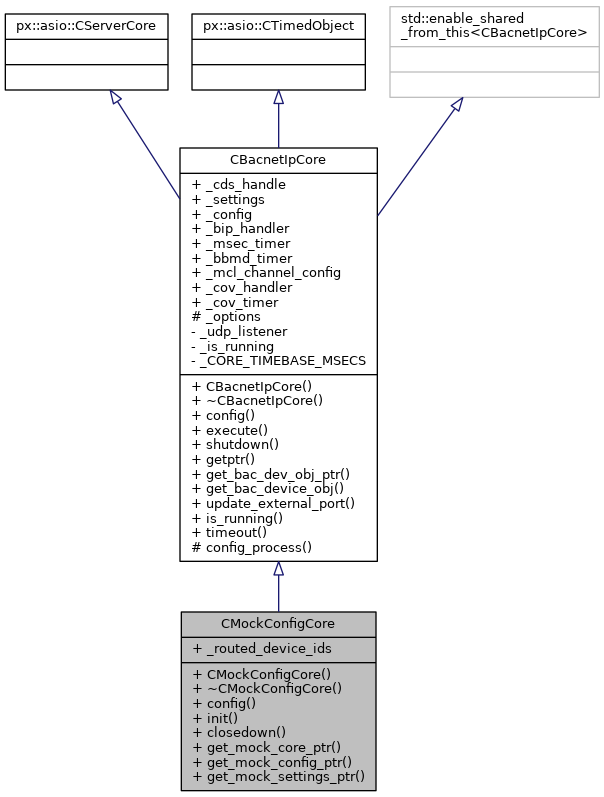 px::asio::CServerCore
px::asio::CTimedObject
std::enable_shared
_from_this<CBacnetIpCore>
CBacnetIpCore
+ _cds_handle
+ _settings
+ _config
+ _bip_handler
+ _msec_timer
+ _bbmd_timer
+ _mcl_channel_config
+ _cov_handler
+ _cov_timer
# _options
- _udp_listener
- _is_running
- _CORE_TIMEBASE_MSECS
+ CBacnetIpCore()
+ ~CBacnetIpCore()
+ config()
+ execute()
+ shutdown()
+ getptr()
+ get_bac_dev_obj_ptr()
+ get_bac_device_obj()
+ update_external_port()
+ is_running()
+ timeout()
# config_process()
CMockConfigCore
+ _routed_device_ids
+ CMockConfigCore()
+ ~CMockConfigCore()
+ config()
+ init()
+ closedown()
+ get_mock_core_ptr()
+ get_mock_config_ptr()
+ get_mock_settings_ptr()